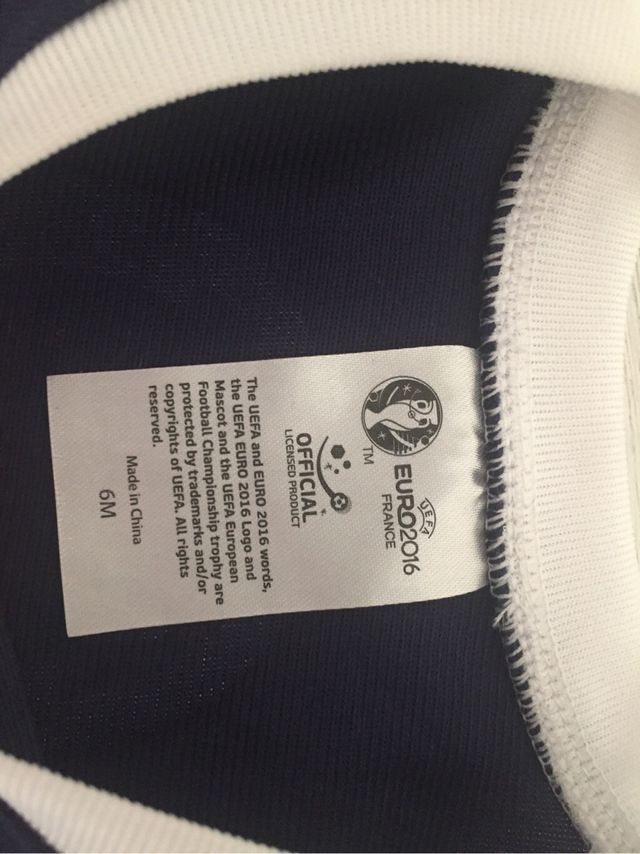 UEFA
EURO2016
FRANCE
TM
OFFICIAL
LICENSED PRODUCT
The UEFA and EURO 2016 words,
the UEFA EURO 2016 Logo and
Mascot and the UEFA European
Football Championship trophy are
protected by trademarks and/or
copyrights of UEFA. All rights
reserved.
Made in China
6M